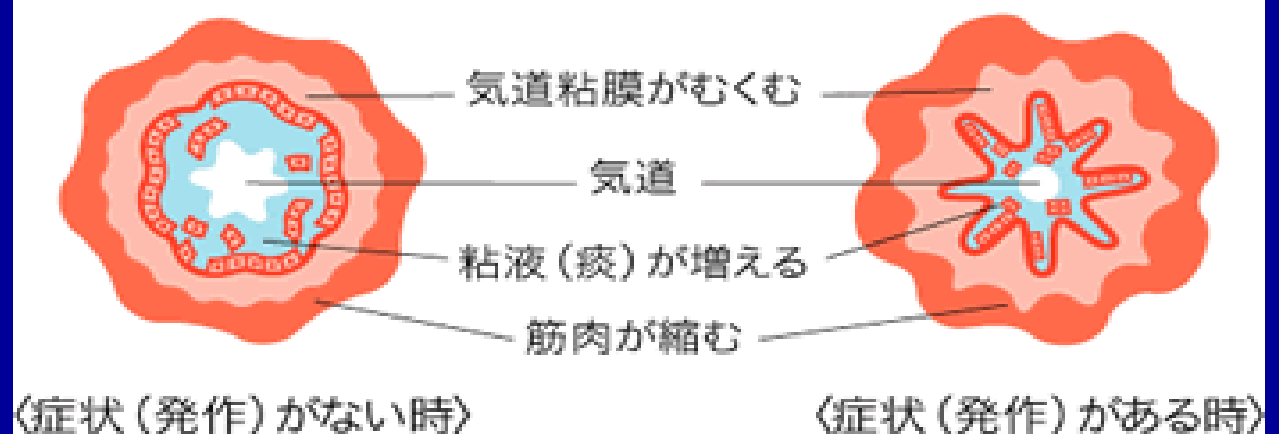 気道粘膜がむくむ
気道
粘液（痰）が増える
筋肉が縮む
〈症状（発作）がない時〉
〈症状（発作）がある時〉